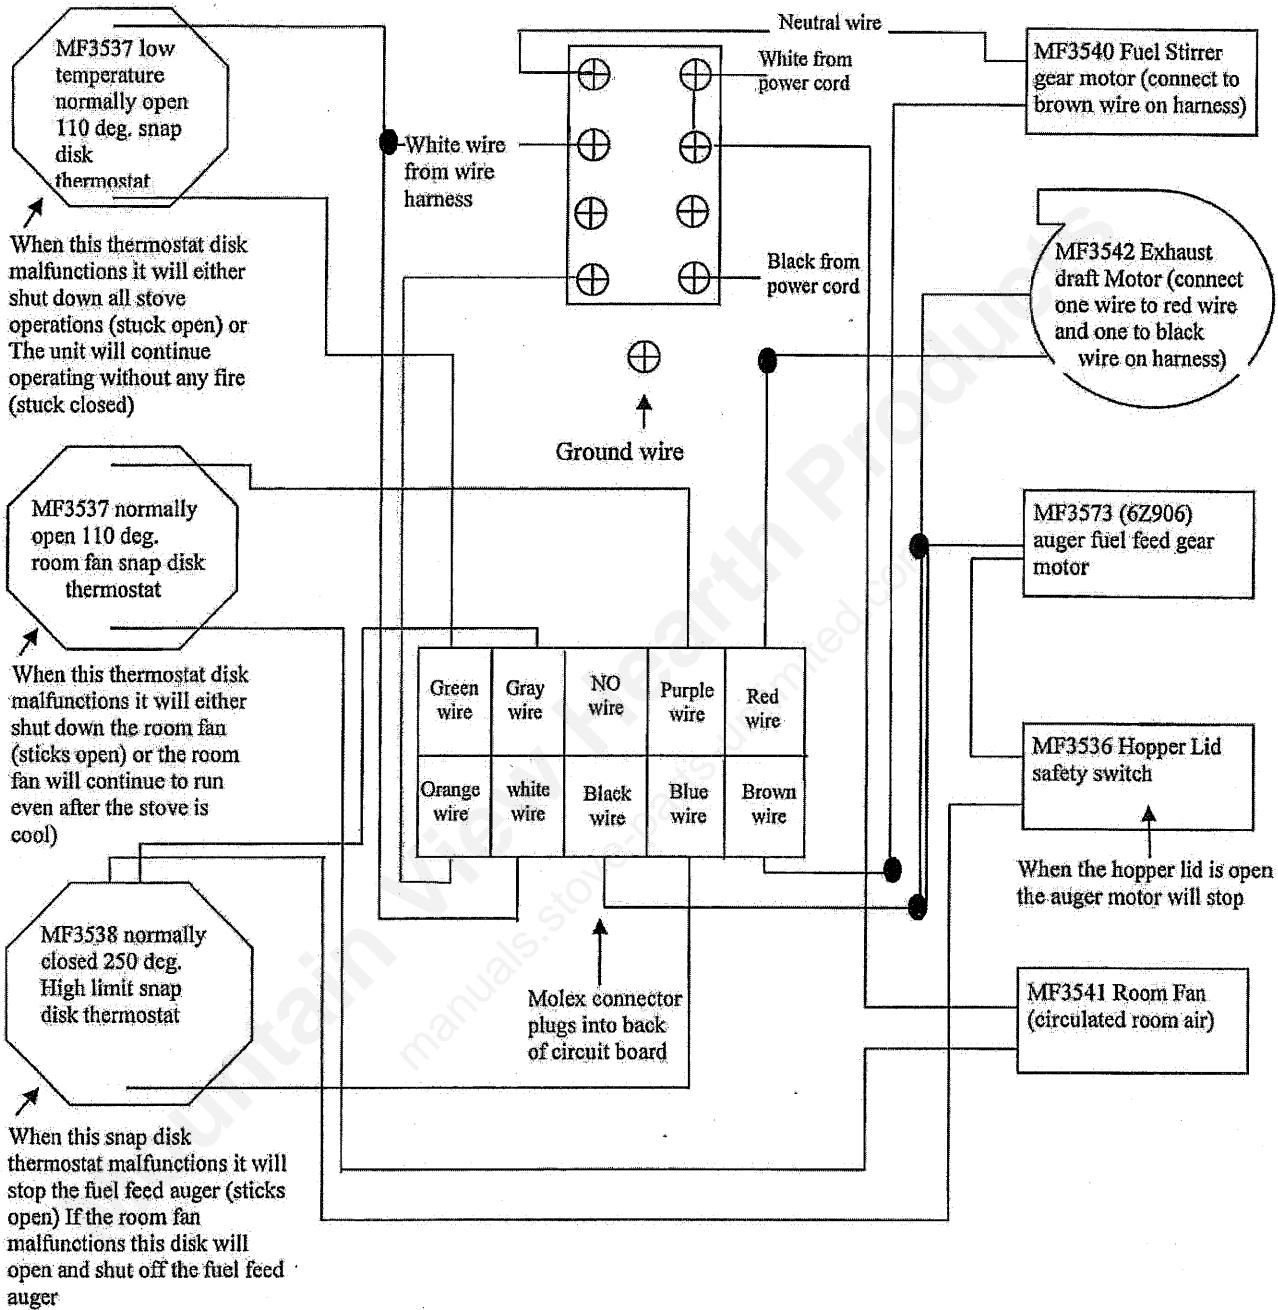 MF3537 low
temperature
normally open
110 deg. snap
disk
thermostat
When this thermostat disk
malfunctions it will either
shut down all stove
operations (stuck open) or
The unit will continue
operating without any fire
(stuck closed)
MF3537 normally
open 110 deg.
room fan snap disk
thermostat
When this thermostat disk
malfunctions it will either
shut down the room fan
(sticks open) or the room
fan will continue to run
even after the stove is
cool)
MF3538 normally
closed 250 deg.
High limit snap
disk thermostat
When this snap disk
thermostat malfunctions it will
stop the fuel feed auger (sticks
open) If the room fan
malfunctions this disk will
open and shut off the fuel feed
auger
Neutral wire
White from
power cord
White wire
from wire
harness
Black from
power cord
Ground wire
Green
wire
Gray
wire
NO
wire
Purple
wire
Red
wire
Orange
wire
white
wire
Black
wire
Blue
wire
Brown
wire
Molex connector
plugs into back
of circuit board
MF3540 Fuel Stirrer
gear motor (connect to
brown wire on harness)
MF3542 Exhaust
draft Motor (connect
one wire to red wire
and one to black
wire on harness)
MF3573 (6Z906)
auger fuel feed gear
motor
MF3536 Hopper Lid
safety switch
When the hopper lid is open
the auger motor will stop
MF3541 Room Fan
(circulated room air)
Mountain View Hearth Products
manuals.stove-parts-unlimited.com